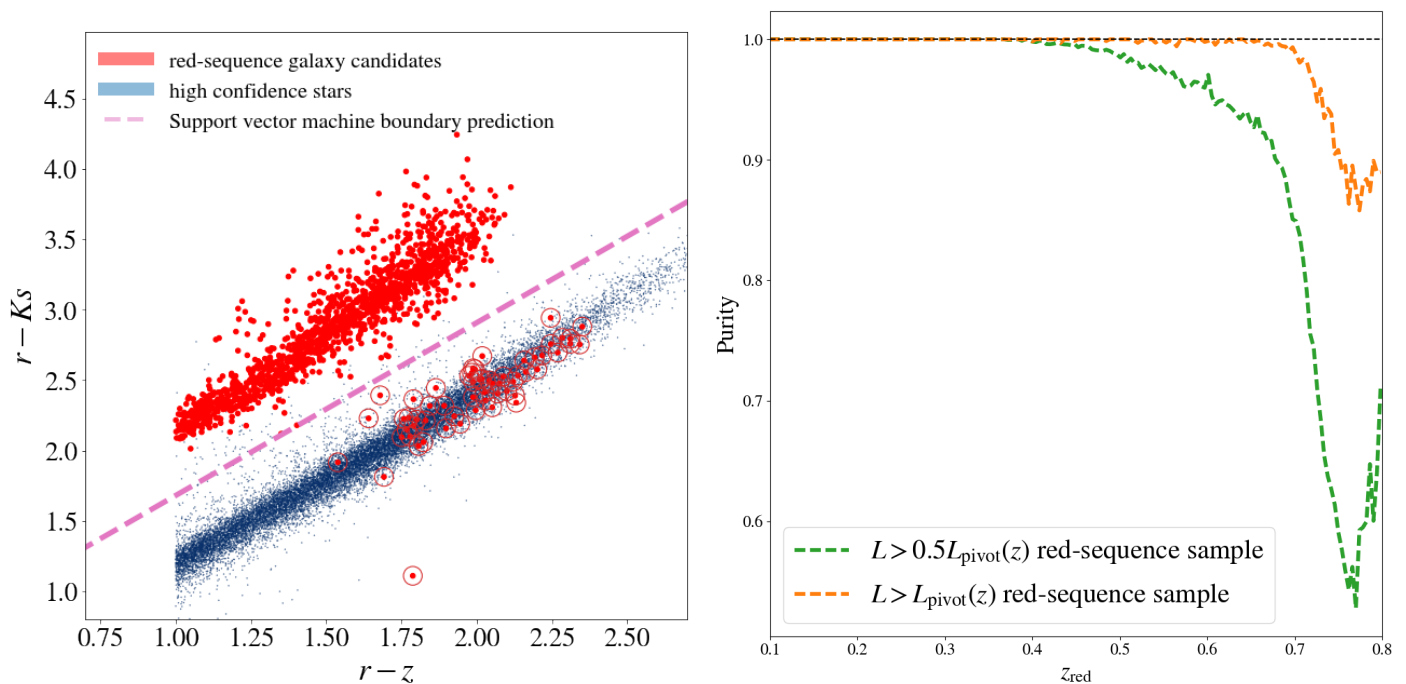 red-sequence galaxy candidates
high confidence stars
Support vector machine boundary prediction
4.5
4.0
3.5
3.0
2.5
2.0
1.5
1.0
r − Ks
0.75 1.00 1.25 1.50 1.75 2.00 2.25 2.50
r − z
1.0
0.9
0.8
0.7
0.6
Purity
L > 0.5L_pivot(z) red-sequence sample
L > L_pivot(z) red-sequence sample
0.1 0.2 0.3 0.4 0.5 0.6 0.7 0.8
z_red